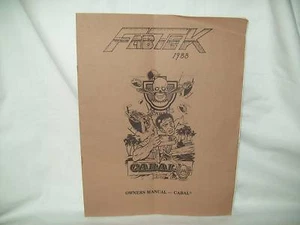 FABTEK
1988
CABAL
OWNERS MANUAL -- CABAL*